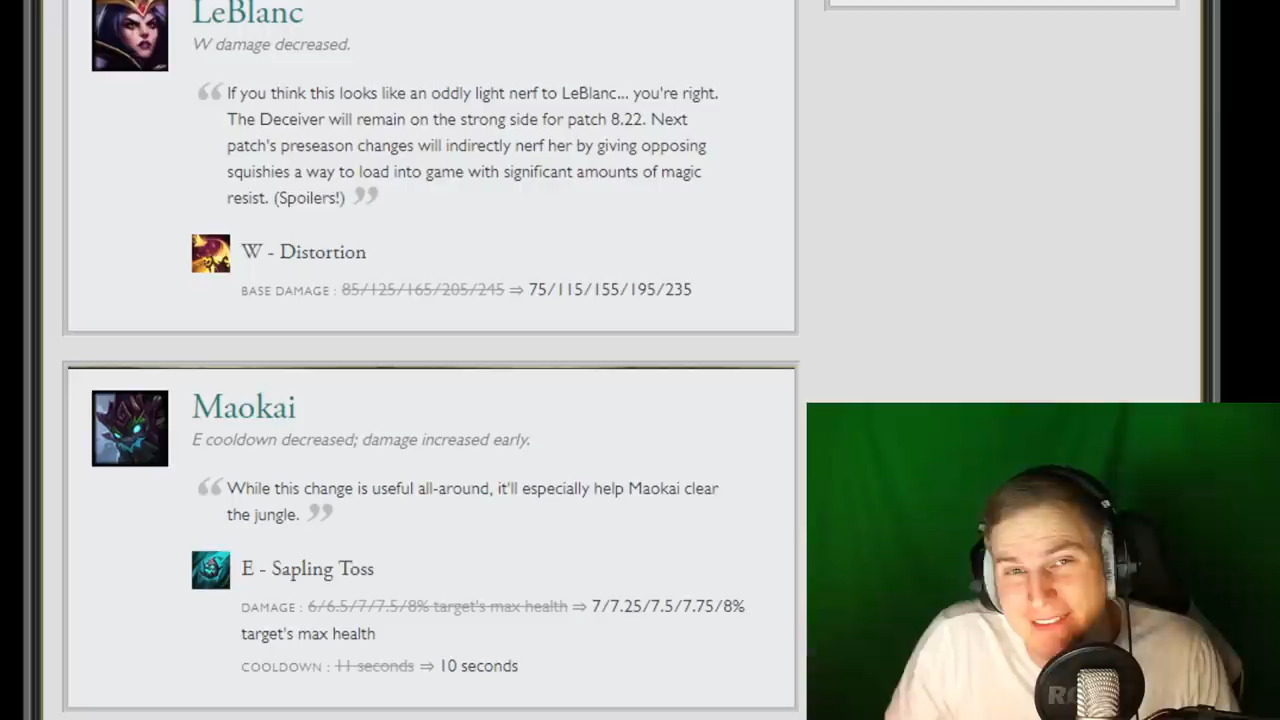 LeBlanc
W damage decreased.
“ If you think this looks like an oddly light nerf to LeBlanc... you're right.
The Deceiver will remain on the strong side for patch 8.22. Next
patch's preseason changes will indirectly nerf her by giving opposing
squishies a way to load into game with significant amounts of magic
resist. (Spoilers!) ”
W - Distortion
BASE DAMAGE : 85/125/165/205/245 ⇒ 75/115/155/195/235
Maokai
E cooldown decreased; damage increased early.
“ While this change is useful all-around, it'll especially help Maokai clear
the jungle. ”
E - Sapling Toss
DAMAGE : 6/6.5/7/7.5/8% target's max health ⇒ 7/7.25/7.5/7.75/8%
target's max health
COOLDOWN : 11 seconds ⇒ 10 seconds